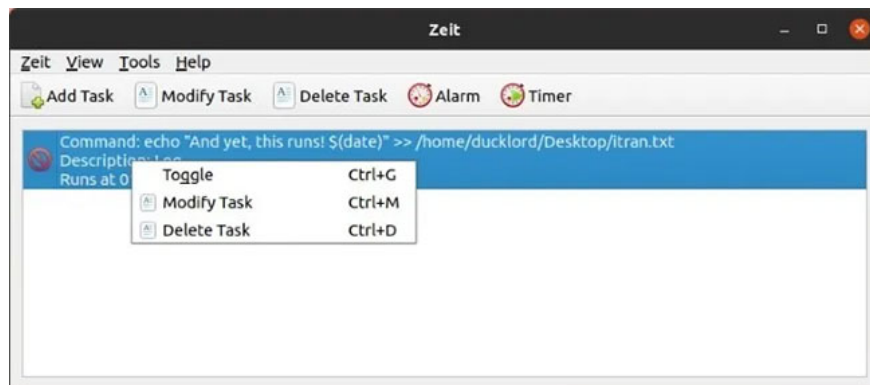 Zeit
Zeit View Tools Help
Add Task Modify Task Delete Task Alarm Timer
Command: echo "And yet, this runs! $(date)" >> /home/ducklord/Desktop/itran.txt
Description: Log
Runs at 0
Toggle Ctrl+G
Modify Task Ctrl+M
Delete Task Ctrl+D